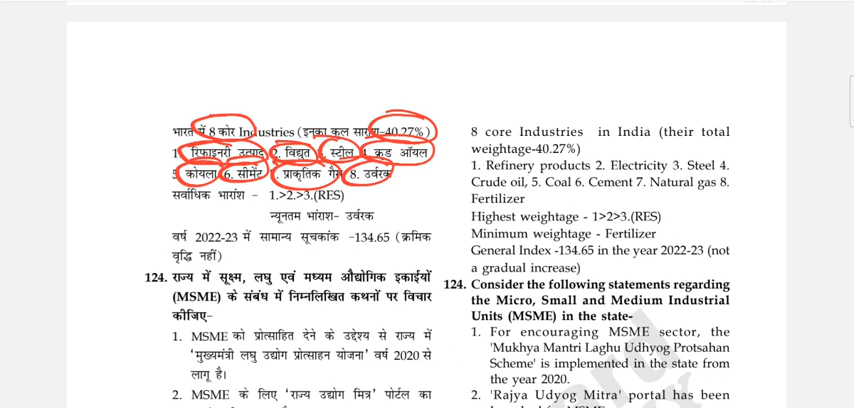 भारत में 8 कोर Industries (इनका कुल भारांश-40.27%)
1. रिफाइनरी उत्पाद 2. विद्युत 3. स्टील 4. क्रूड ऑयल
5. कोयला 6. सीमेंट 7. प्राकृतिक गैस 8. उर्वरक
सर्वाधिक भारांश - 1.>2.>3.(RES)
न्यूनतम भांराश- उर्वरक
वर्ष 2022-23 में सामान्य सूचकांक -134.65 (क्रमिक
वृद्धि नहीं)
124. राज्य में सूक्ष्म, लघु एवं मध्यम औद्योगिक इकाईयों
(MSME) के संबंध में निम्नलिखित कथनों पर विचार
कीजिए-
1. MSME को प्रोत्साहित देने के उद्देश्य से राज्य में
'मुख्यमंत्री लघु उद्योग प्रोत्साहन योजना' वर्ष 2020 से
लागू है।
2. MSME के लिए 'राज्य उद्योग मित्र' पोर्टल का
8 core Industries in India (their total
weightage-40.27%)
1. Refinery products 2. Electricity 3. Steel 4.
Crude oil, 5. Coal 6. Cement 7. Natural gas 8.
Fertilizer
Highest weightage - 1>2>3.(RES)
Minimum weightage - Fertilizer
General Index -134.65 in the year 2022-23 (not
a gradual increase)
124. Consider the following statements regarding
the Micro, Small and Medium Industrial
Units (MSME) in the state-
1. For encouraging MSME sector, the
'Mukhya Mantri Laghu Udhyog Protsahan
Scheme' is implemented in the state from
the year 2020.
2. 'Rajya Udyog Mitra' portal has been